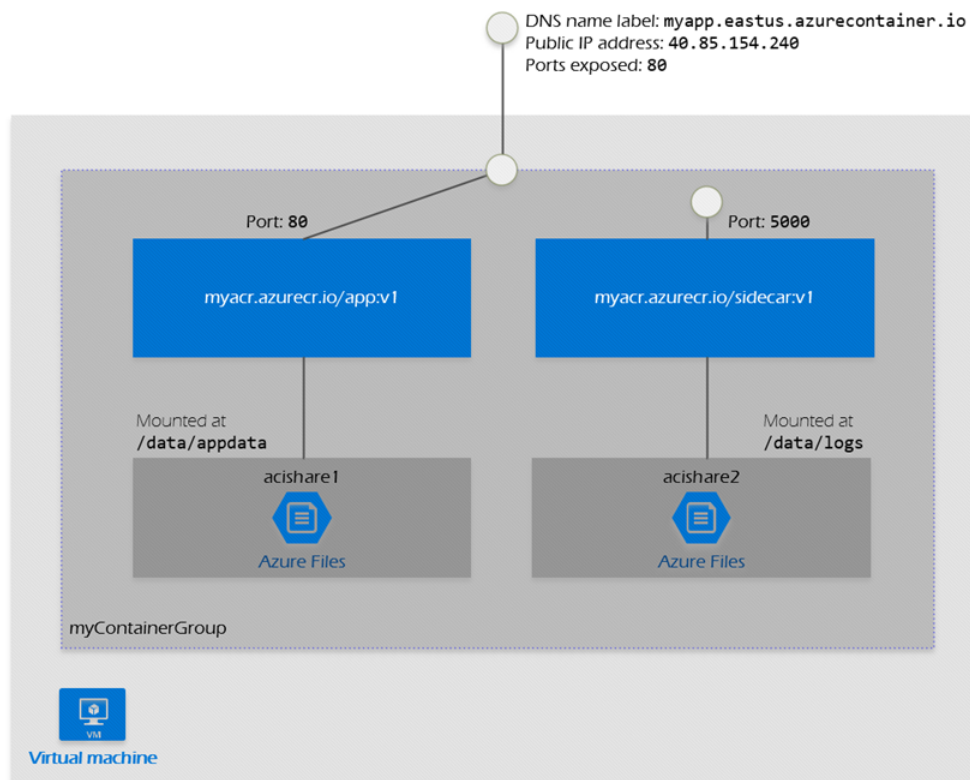 DNS name label: myapp.eastus.azurecontainer.io
Public IP address: 40.85.154.240
Ports exposed: 80
Port: 80
Port: 5000
myacr.azurecr.io/app:v1
myacr.azurecr.io/sidecar:v1
Mounted at
/data/appdata
Mounted at
/data/logs
acishare1
acishare2
Azure Files
Azure Files
myContainerGroup
VM
Virtual machine